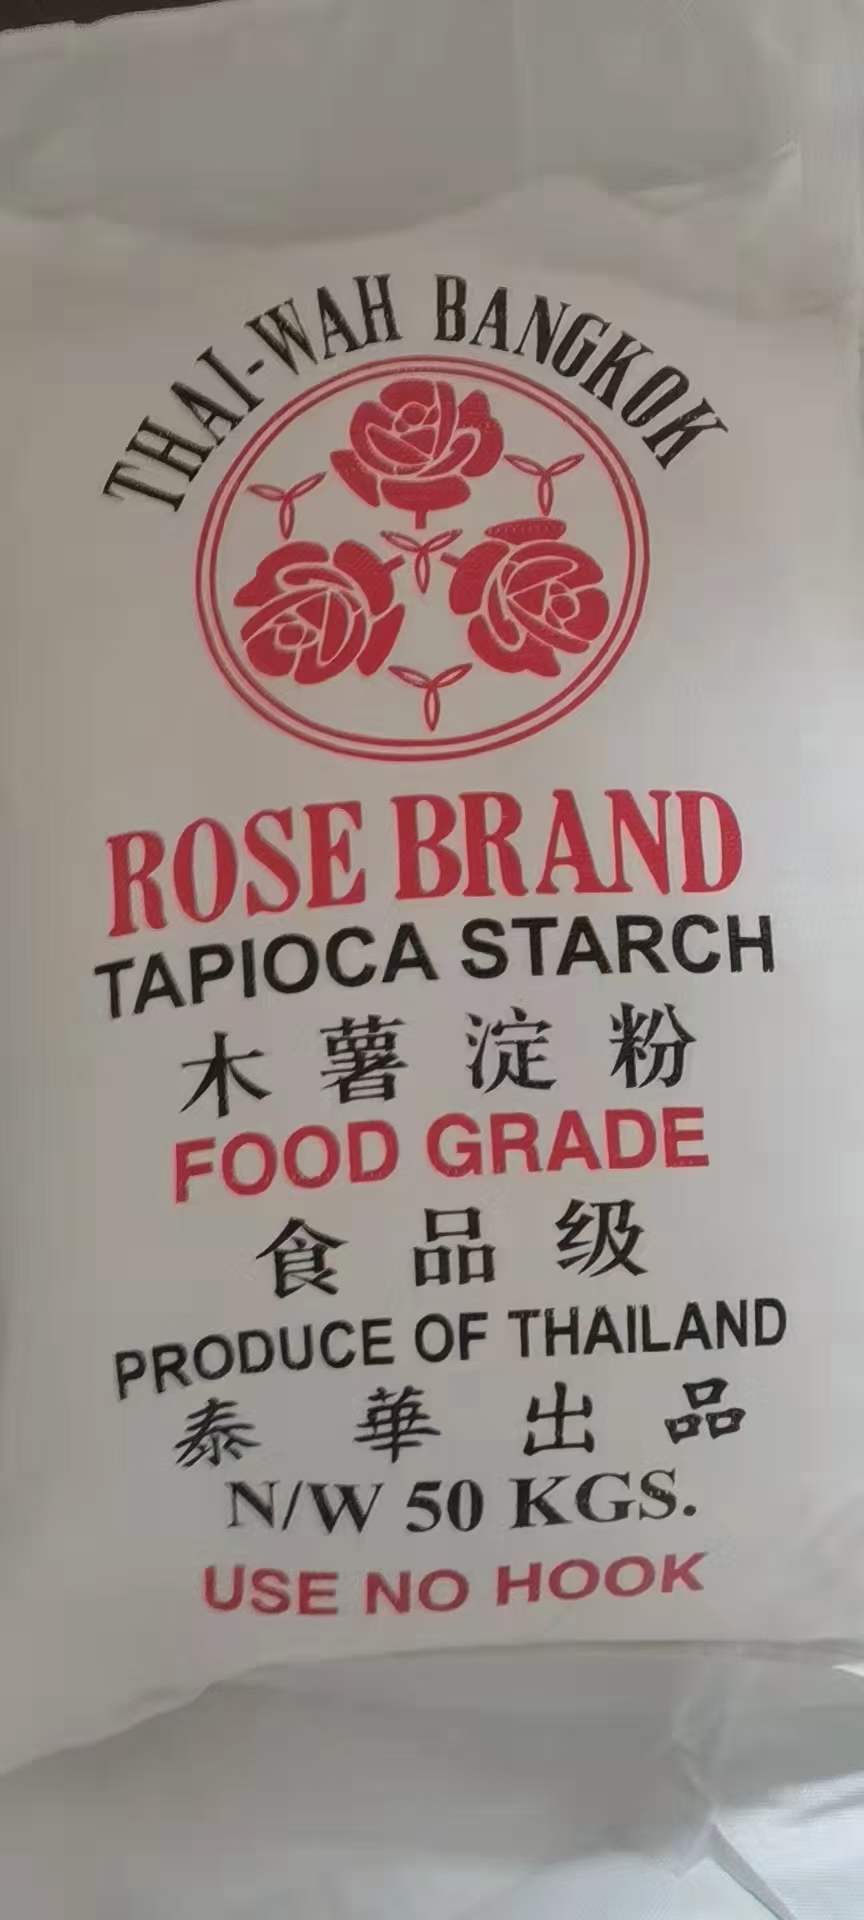 THAI-WAH BANGKOK
ROSE BRAND
TAPIOCA STARCH
木薯淀粉
FOOD GRADE
食品级
PRODUCE OF THAILAND
泰華出品
N/W 50 KGS.
USE NO HOOK